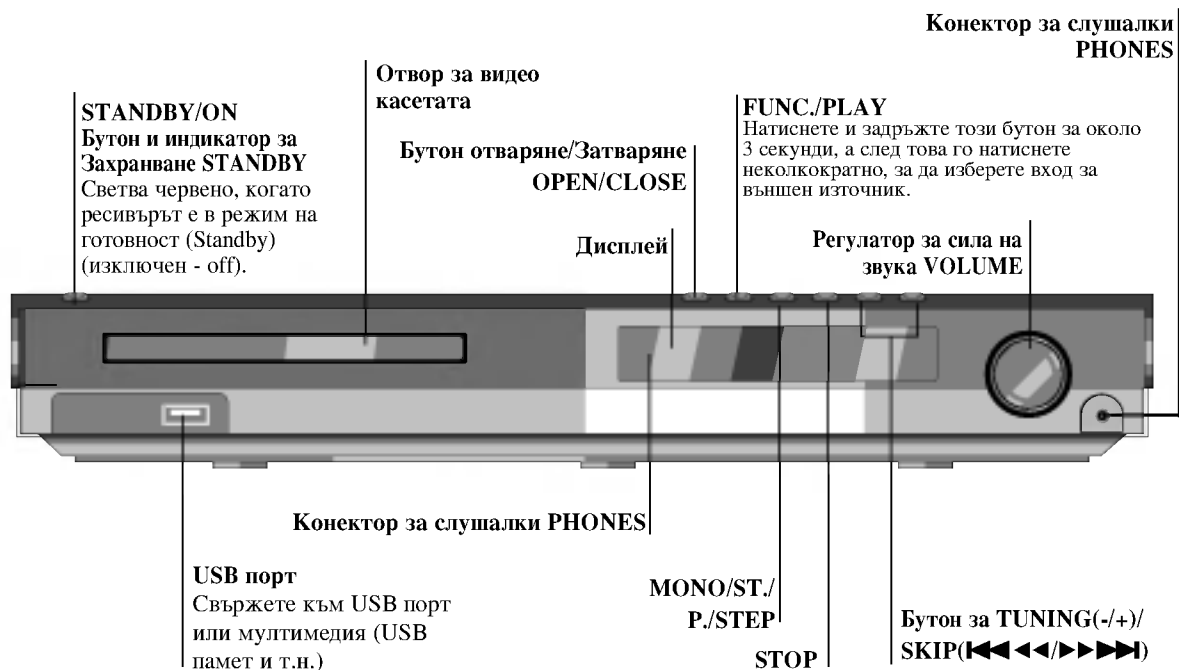 Конектор за слушалки
PHONES
Отвор за видео
касетата
STANDBY/ON
Бутон и индикатор за
Захранване STANDBY
Светва червено, когато
ресивърът е в режим на
готовност (Standby)
(изключен - off).
FUNC./PLAY
Натиснете и задръжте този бутон за около
3 секунди, а след това го натиснете
неколкократно, за да изберете вход за
външен източник.
Бутон отваряне/Затваряне
OPEN/CLOSE
Дисплей
Регулатор за сила на
звука VOLUME
Конектор за слушалки PHONES
USB порт
Свържете към USB порт
или мултимедия (USB
памет и т.н.)
MONO/ST./
P./STEP
STOP
Бутон за TUNING(-/+)/
SKIP(⏮◀◀/▶▶⏭)